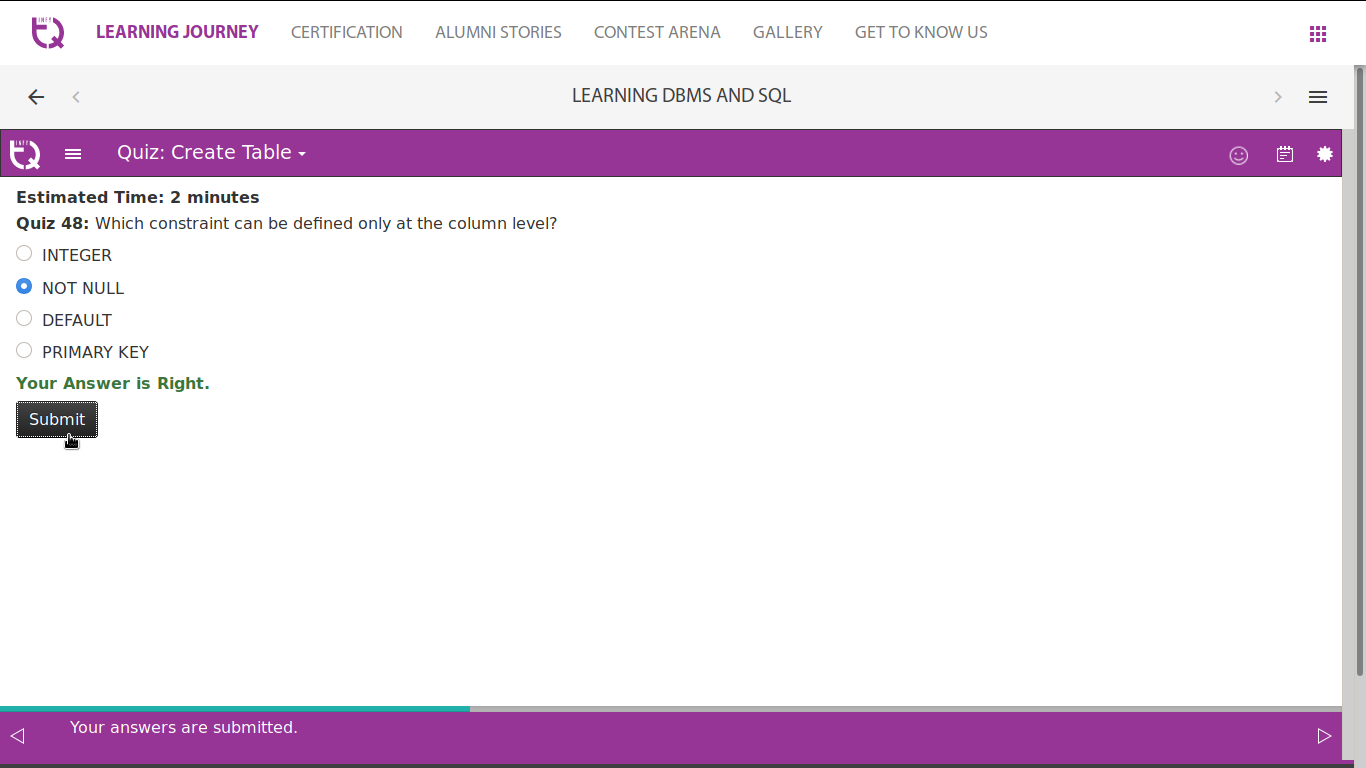 INFY
TQ
LEARNING JOURNEY CERTIFICATION ALUMNI STORIES CONTEST ARENA GALLERY GET TO KNOW US
LEARNING DBMS AND SQL
INFY
TQ
Quiz: Create Table
Estimated Time: 2 minutes
Quiz 48: Which constraint can be defined only at the column level?
INTEGER
NOT NULL
DEFAULT
PRIMARY KEY
Your Answer is Right.
Submit
Your answers are submitted.